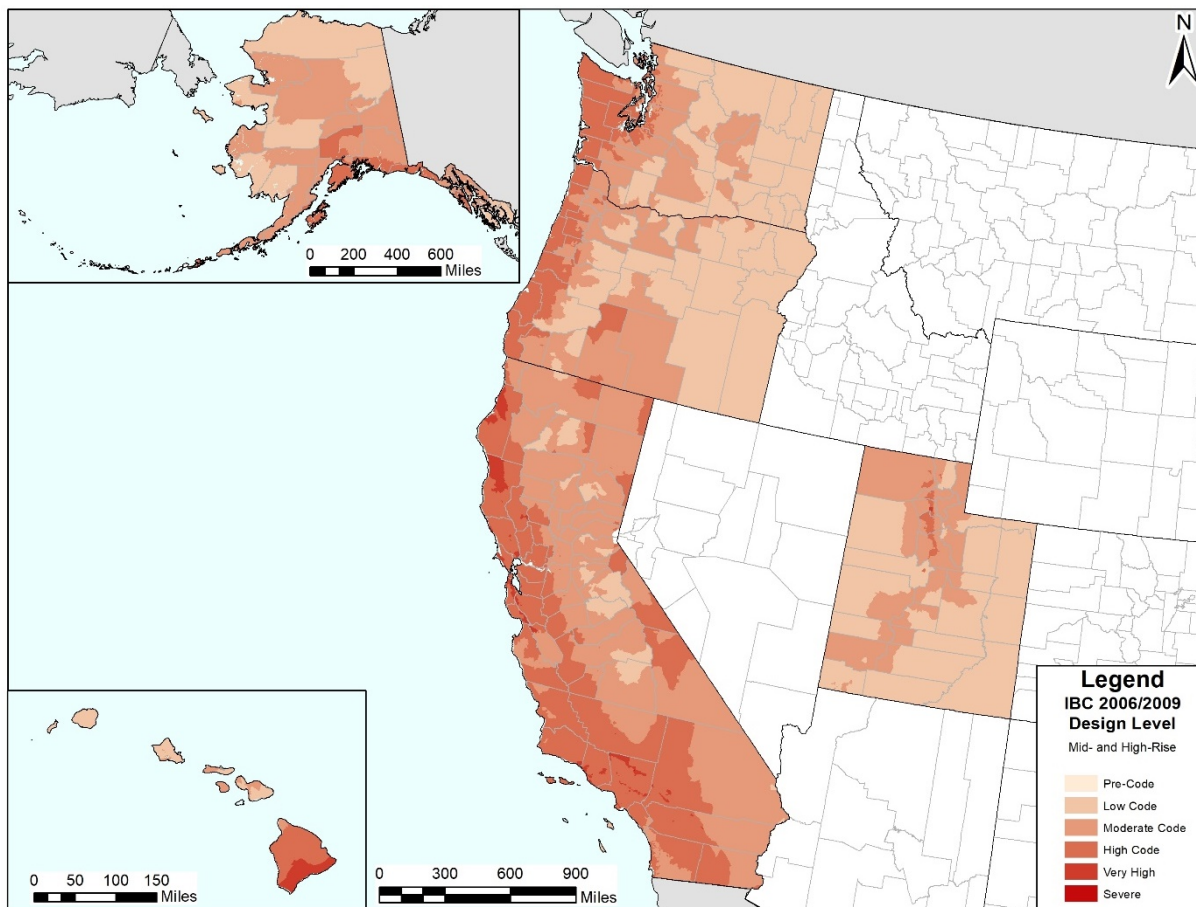 N
0 200 400 600
Miles
0 50 100 150
Miles
0 300 600 900
Miles
Legend
IBC 2006/2009
Design Level
Mid- and High-Rise
Pre-Code
Low Code
Moderate Code
High Code
Very High
Severe